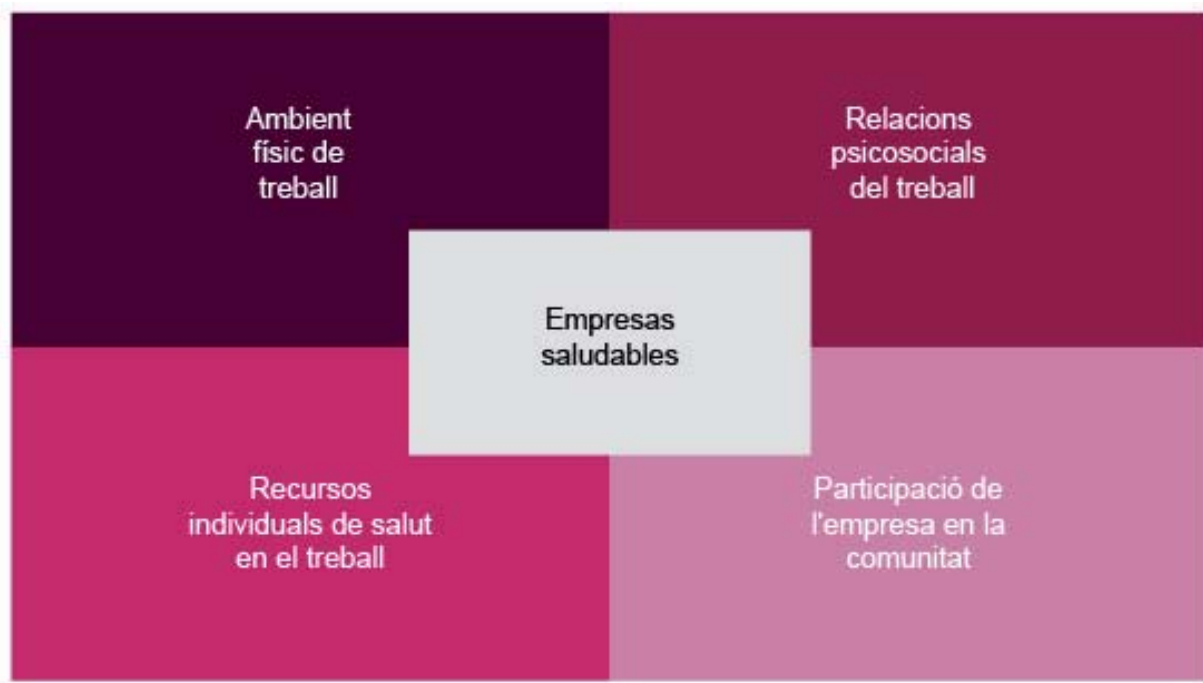 Ambient
físic de
treball
Relacions
psicosocials
del treball
Empresas
saludables
Recursos
individuals de salut
en el treball
Participació de
l'empresa en la
comunitat